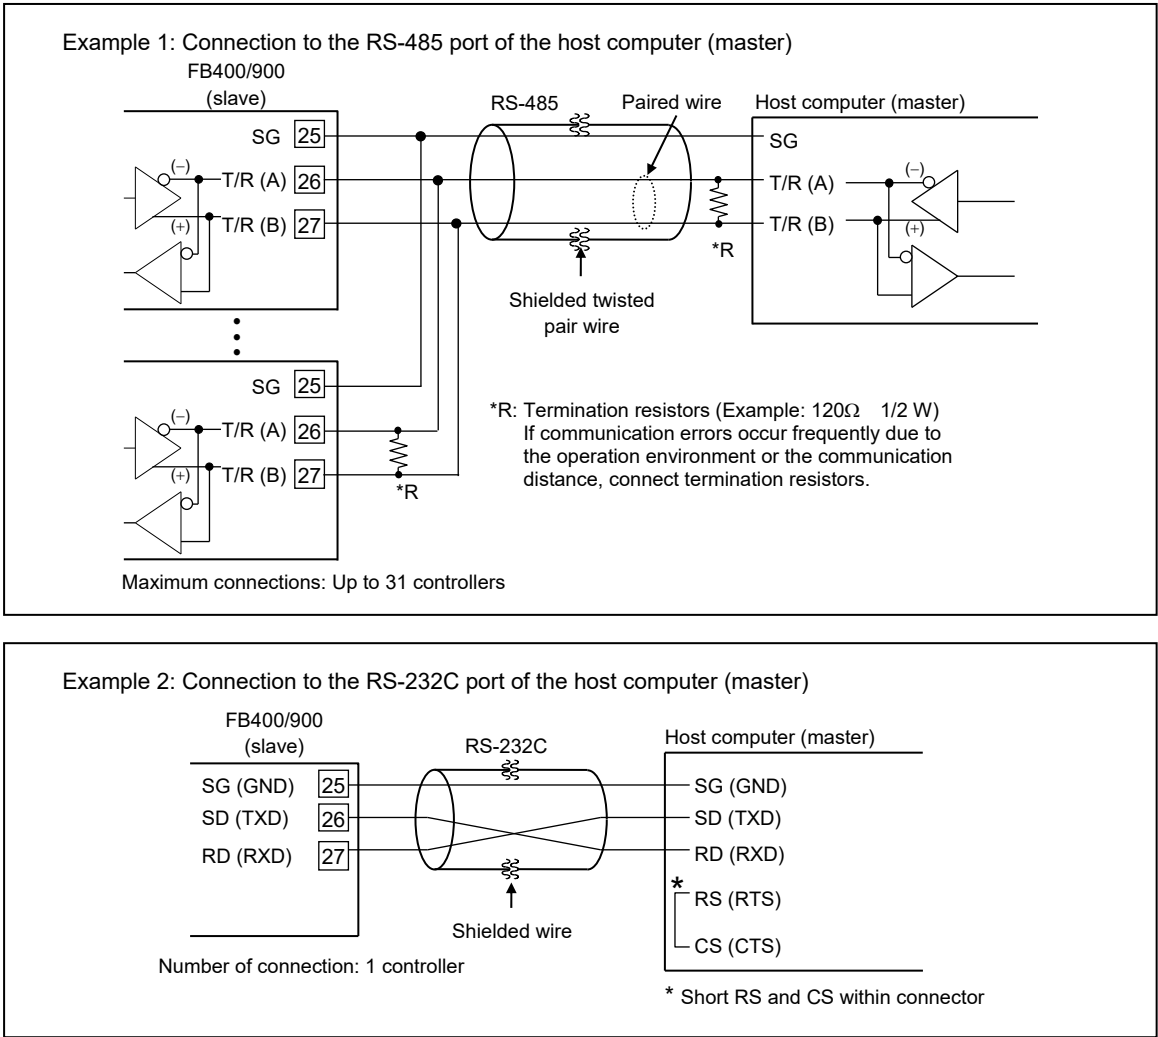 Example 1: Connection to the RS-485 port of the host computer (master)
FB400/900
(slave)
RS-485
Paired wire
Host computer (master)
SG 25
SG
(−)
T/R (A) 26
T/R (A)
(−)
T/R (B) 27
T/R (B)
(+)
(+)
*R
Shielded twisted
pair wire
SG 25
(−)
T/R (A) 26
(+)
T/R (B) 27
*R
*R: Termination resistors (Example: 120Ω 1/2 W)
If communication errors occur frequently due to
the operation environment or the communication
distance, connect termination resistors.
Maximum connections: Up to 31 controllers
Example 2: Connection to the RS-232C port of the host computer (master)
FB400/900
(slave)
RS-232C
Host computer (master)
SG (GND) 25
SG (GND)
SD (TXD) 26
SD (TXD)
RD (RXD) 27
RD (RXD)
*
RS (RTS)
CS (CTS)
Shielded wire
Number of connection: 1 controller
* Short RS and CS within connector